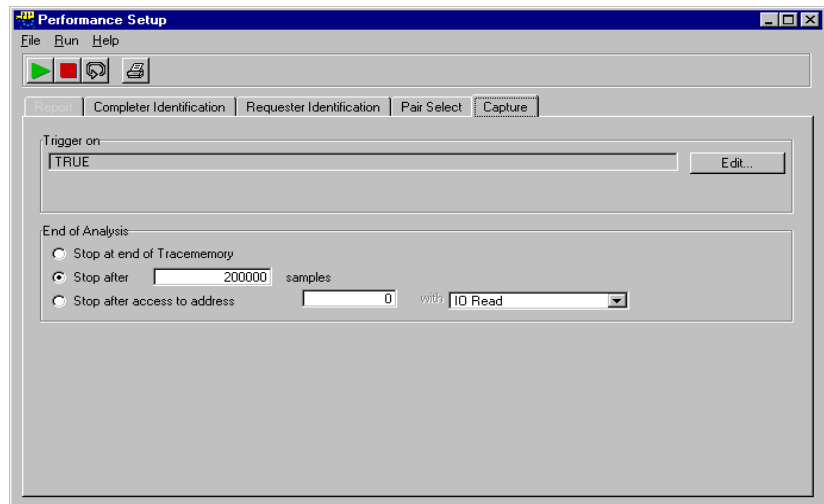 Performance Setup
File Run Help
Report Completer Identification Requester Identification Pair Select Capture
Trigger on
TRUE Edit...
End of Analysis
Stop at end of Tracememory
Stop after 200000 samples
Stop after access to address 0 with IO Read